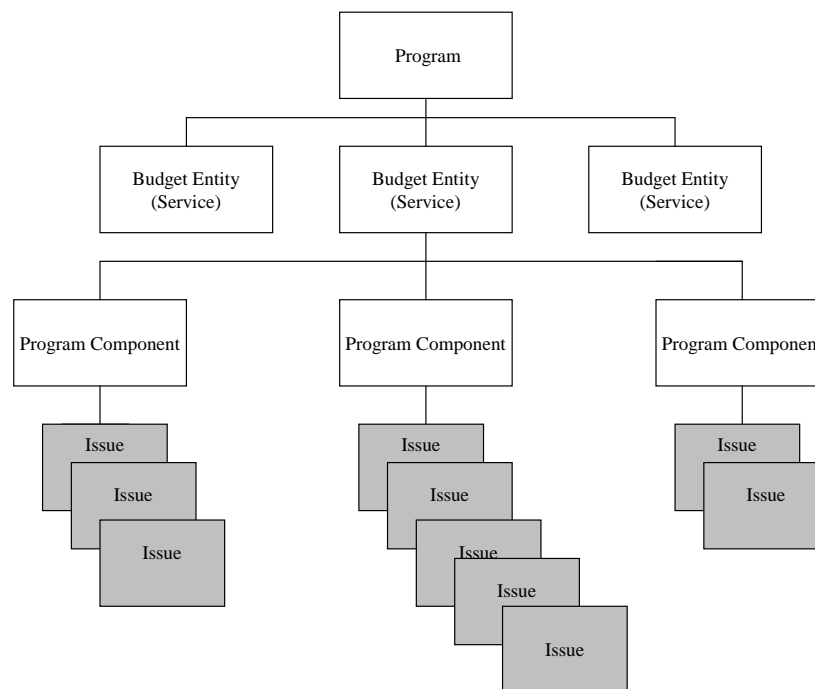 Program
Budget Entity
(Service)
Budget Entity
(Service)
Budget Entity
(Service)
Program Component
Program Component
Program Componen
Issue
Issue
Issue
Issue
Issue
Issue
Issue
Issue
Issue
Issue